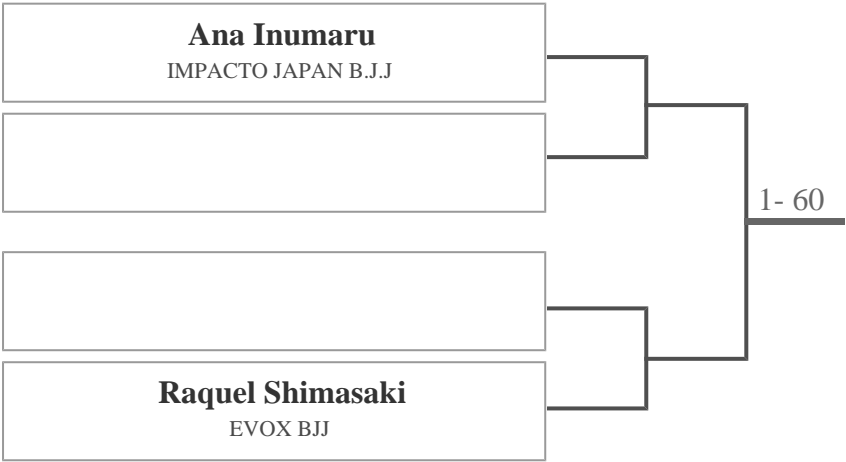 Ana Inumaru
IMPACTO JAPAN B.J.J
1- 60
Raquel Shimasaki
EVOX BJJ